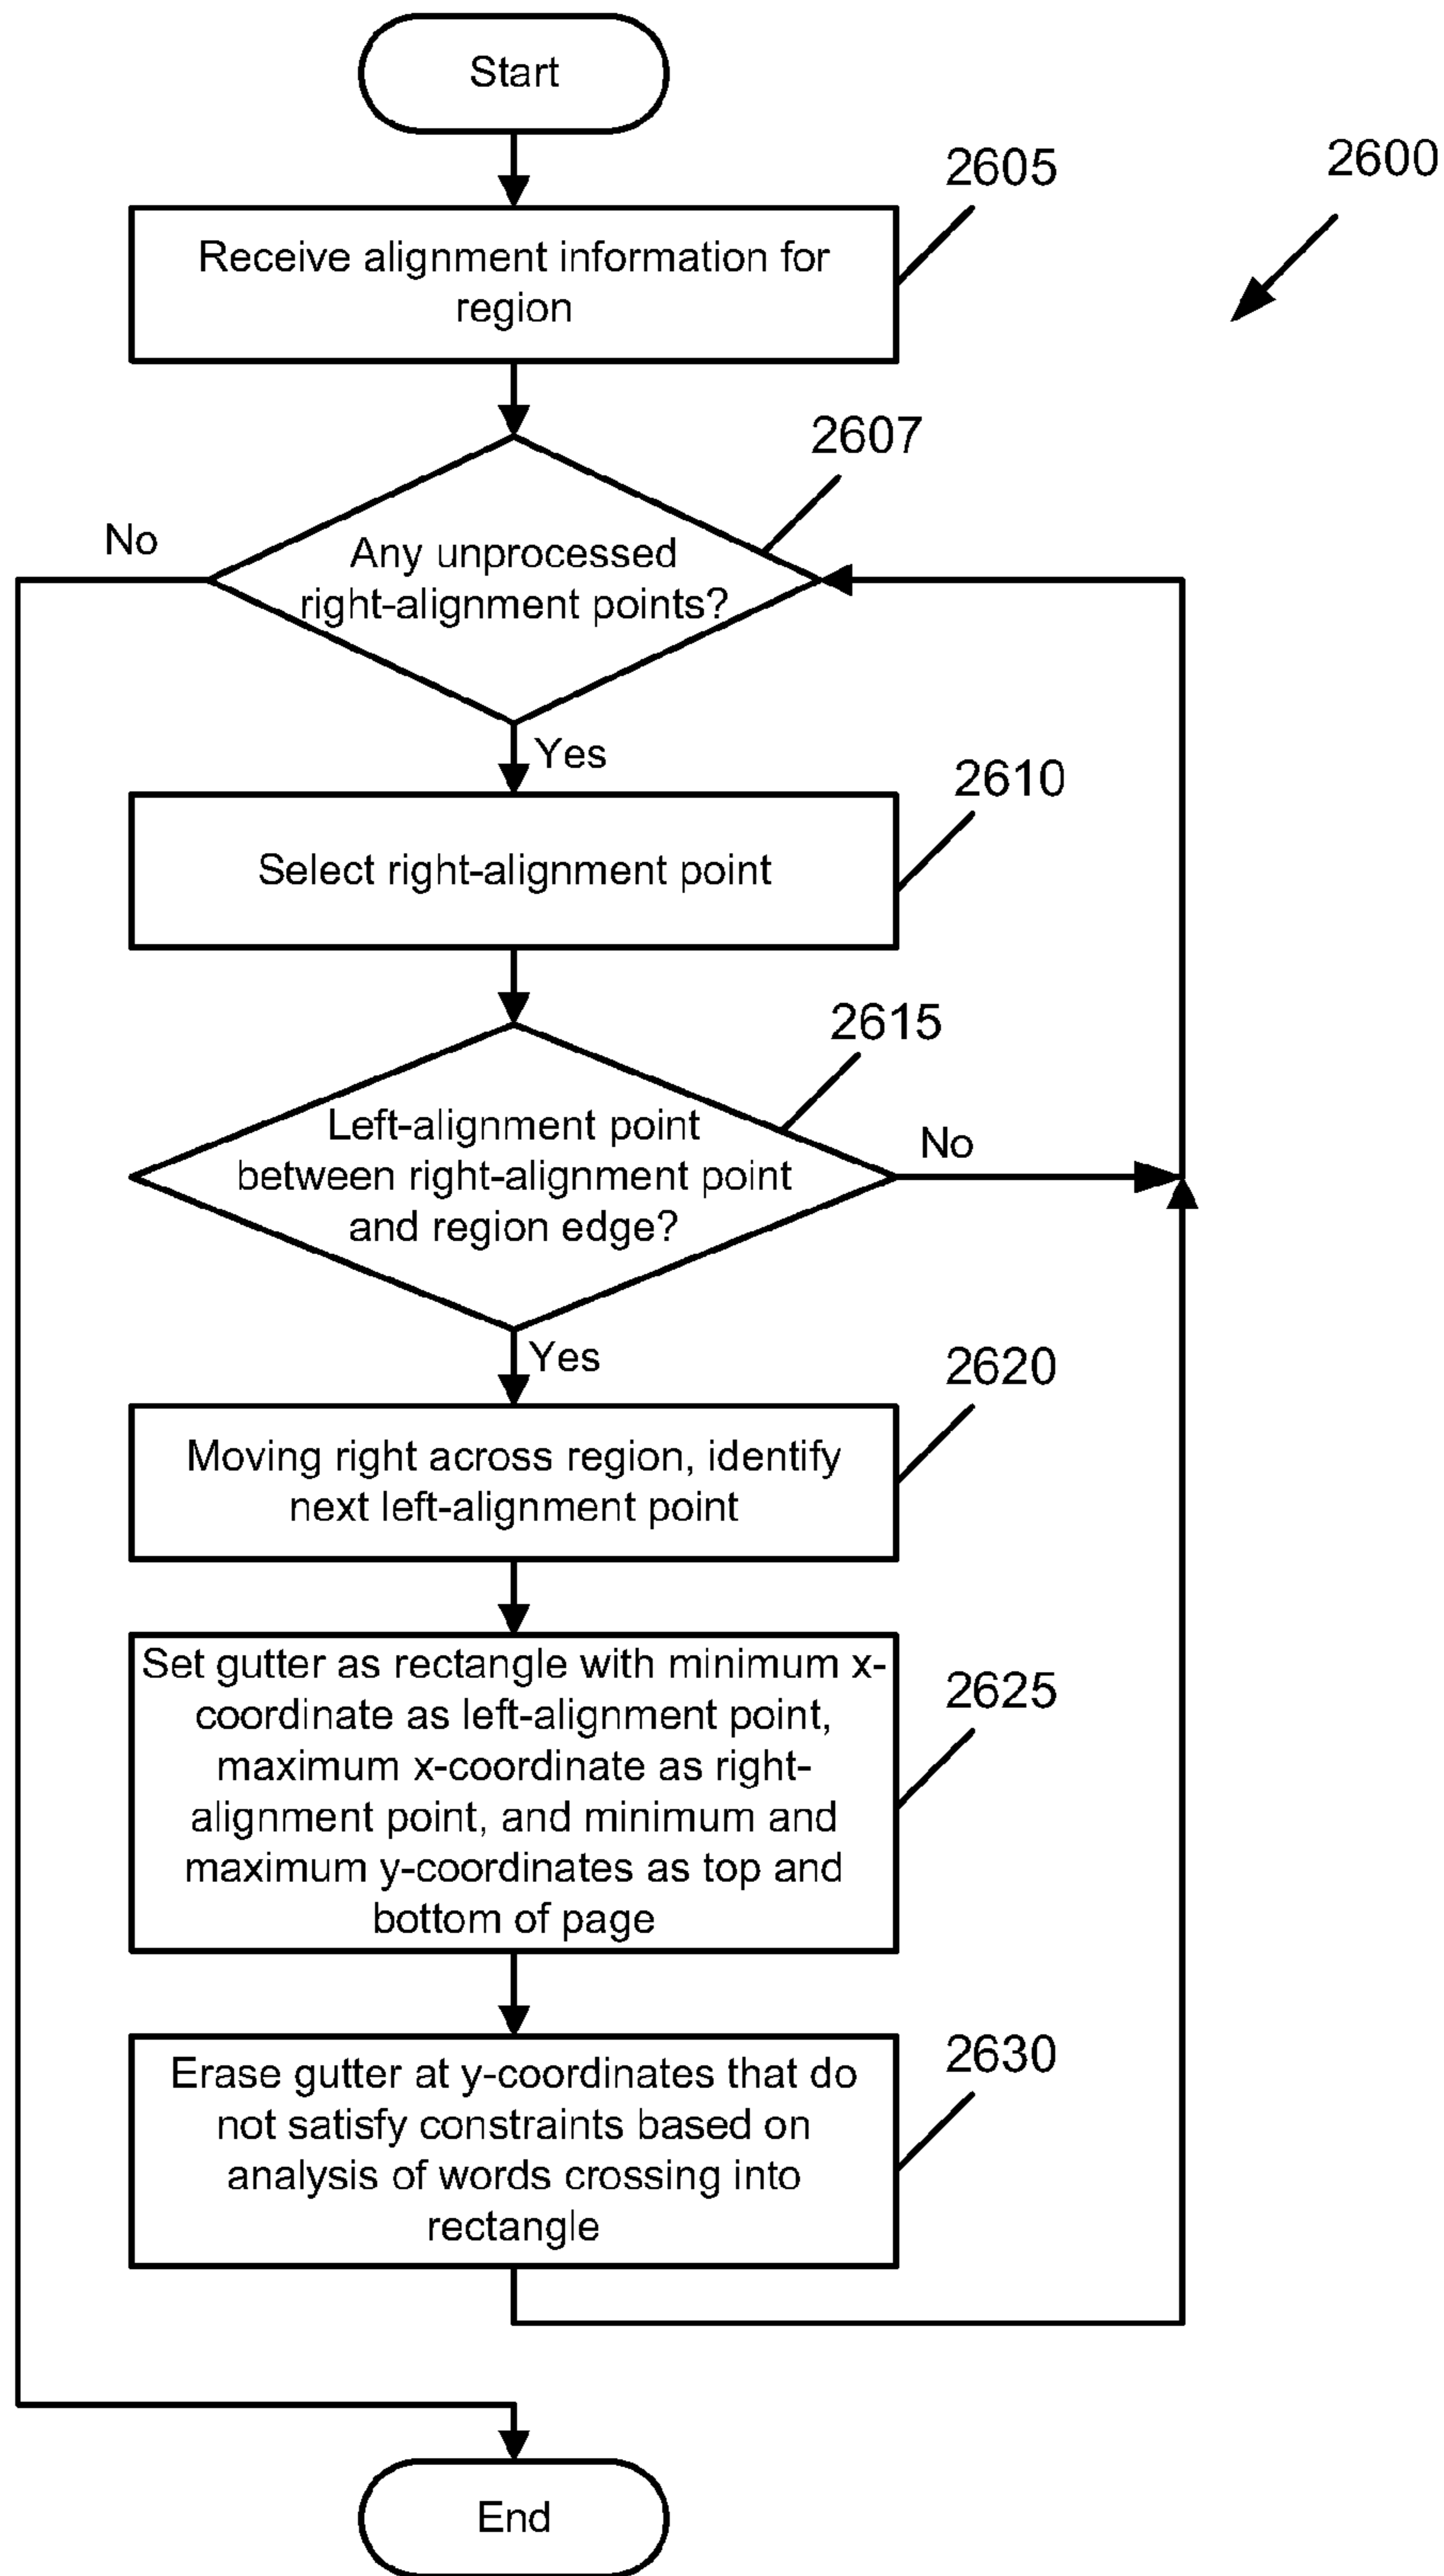 Start
2605
2600
Receive alignment information for
region
2607
No
Any unprocessed
right-alignment points?
Yes
2610
Select right-alignment point
2615
Left-alignment point
between right-alignment point
and region edge?
No
Yes
2620
Moving right across region, identify
next left-alignment point
Set gutter as rectangle with minimum x-
coordinate as left-alignment point,
maximum x-coordinate as right-
alignment point, and minimum and
maximum y-coordinates as top and
bottom of page
2625
Erase gutter at y-coordinates that do
not satisfy constraints based on
analysis of words crossing into
rectangle
2630
End